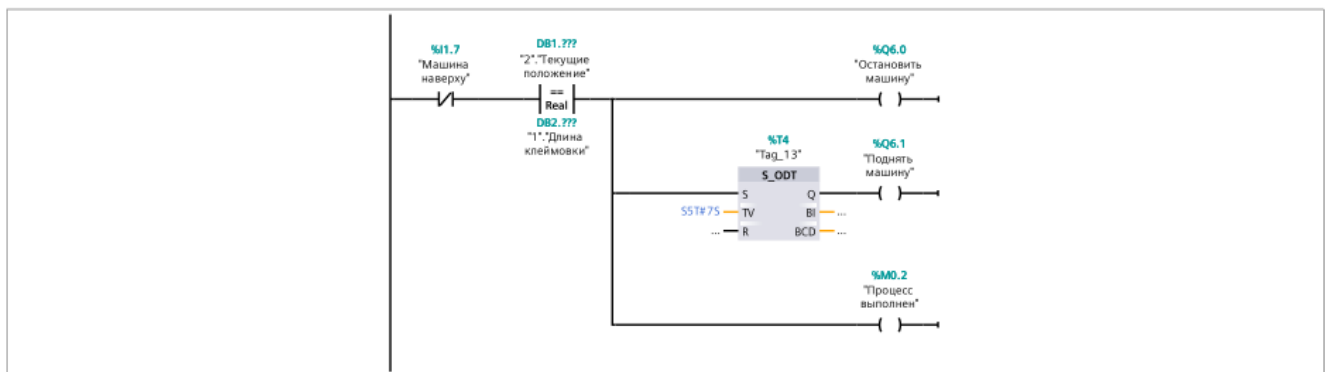 %I1.7
"Машина
наверху"
DB1.???
"2"."Текущие
положение"
==
Real
DB2.???
"1"."Длина
клеймовки"
%Q6.0
"Остановить
машину"
%T4
"Tag_13"
S_ODT
S
Q
S5T#7S
TV
BI
...
...
R
BCD
...
%Q6.1
"Поднять
машину"
%M0.2
"Процесс
выполнен"